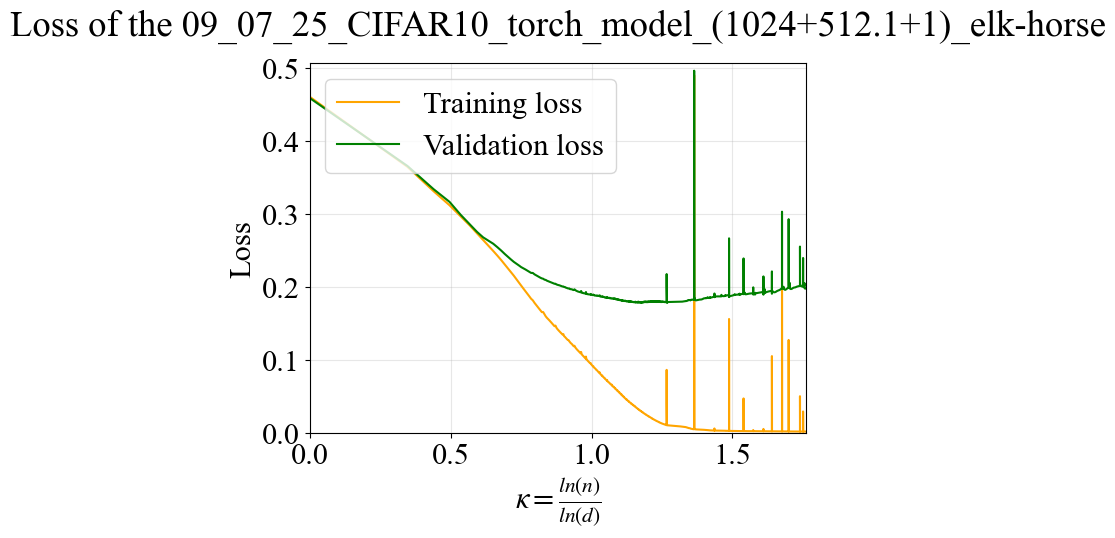 Loss of the 09_07_25_CIFAR10_torch_model_(1024+512.1+1)_elk-horse
Training loss
Validation loss
Loss
0.5
0.4
0.3
0.2
0.1
0.0
0.0 0.5 1.0 1.5
κ = ln(n)/ln(d)